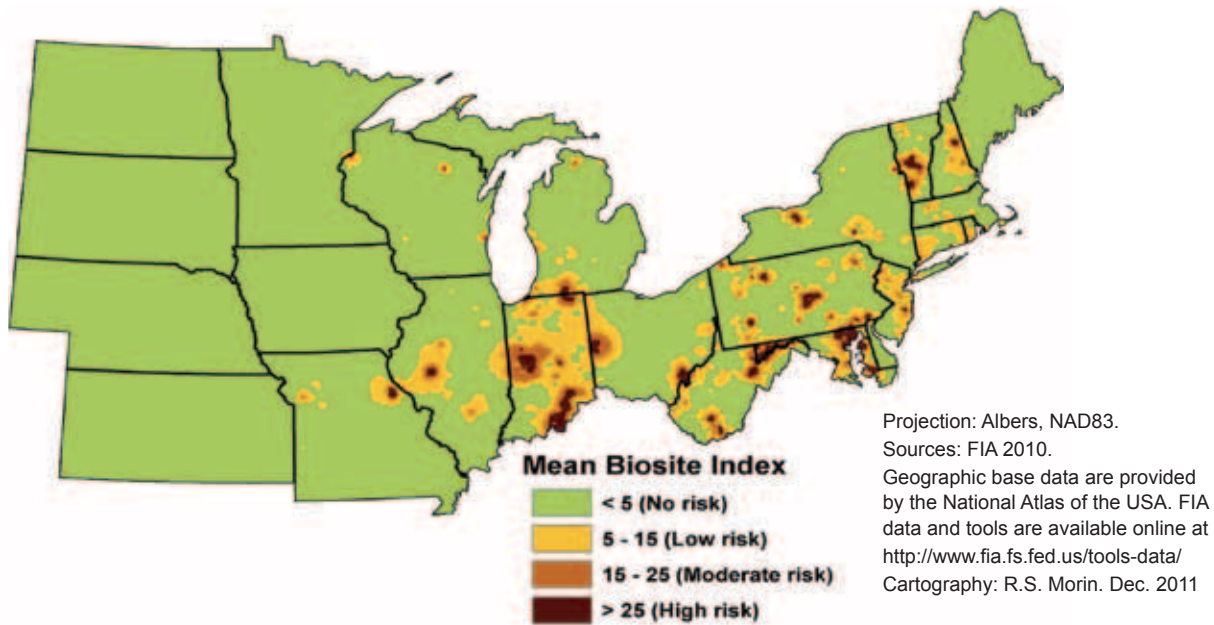 Mean Biosite Index
< 5 (No risk)
5 - 15 (Low risk)
15 - 25 (Moderate risk)
> 25 (High risk)
Projection: Albers, NAD83.
Sources: FIA 2010.
Geographic base data are provided
by the National Atlas of the USA. FIA
data and tools are available online at
http://www.fia.fs.fed.us/tools-data/
Cartography: R.S. Morin. Dec. 2011